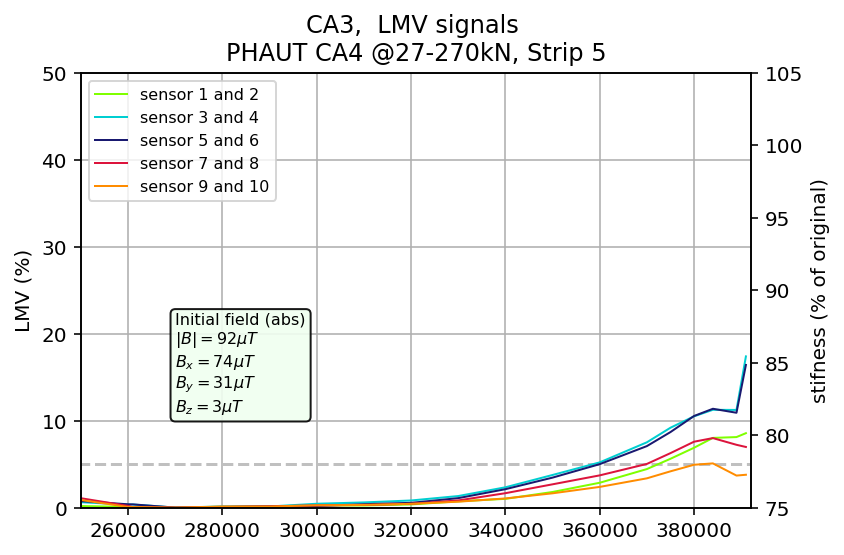 CA3,  LMV signals
PHAUT CA4 @27-270kN, Strip 5
50
40
30
20
10
0
LMV (%)
sensor 1 and 2
sensor 3 and 4
sensor 5 and 6
sensor 7 and 8
sensor 9 and 10
Initial field (abs)
|B| = 92μT
Bₓ = 74μT
B_y = 31μT
B_z = 3μT
105
100
95
90
85
80
75
stifness (% of original)
260000 280000 300000 320000 340000 360000 380000